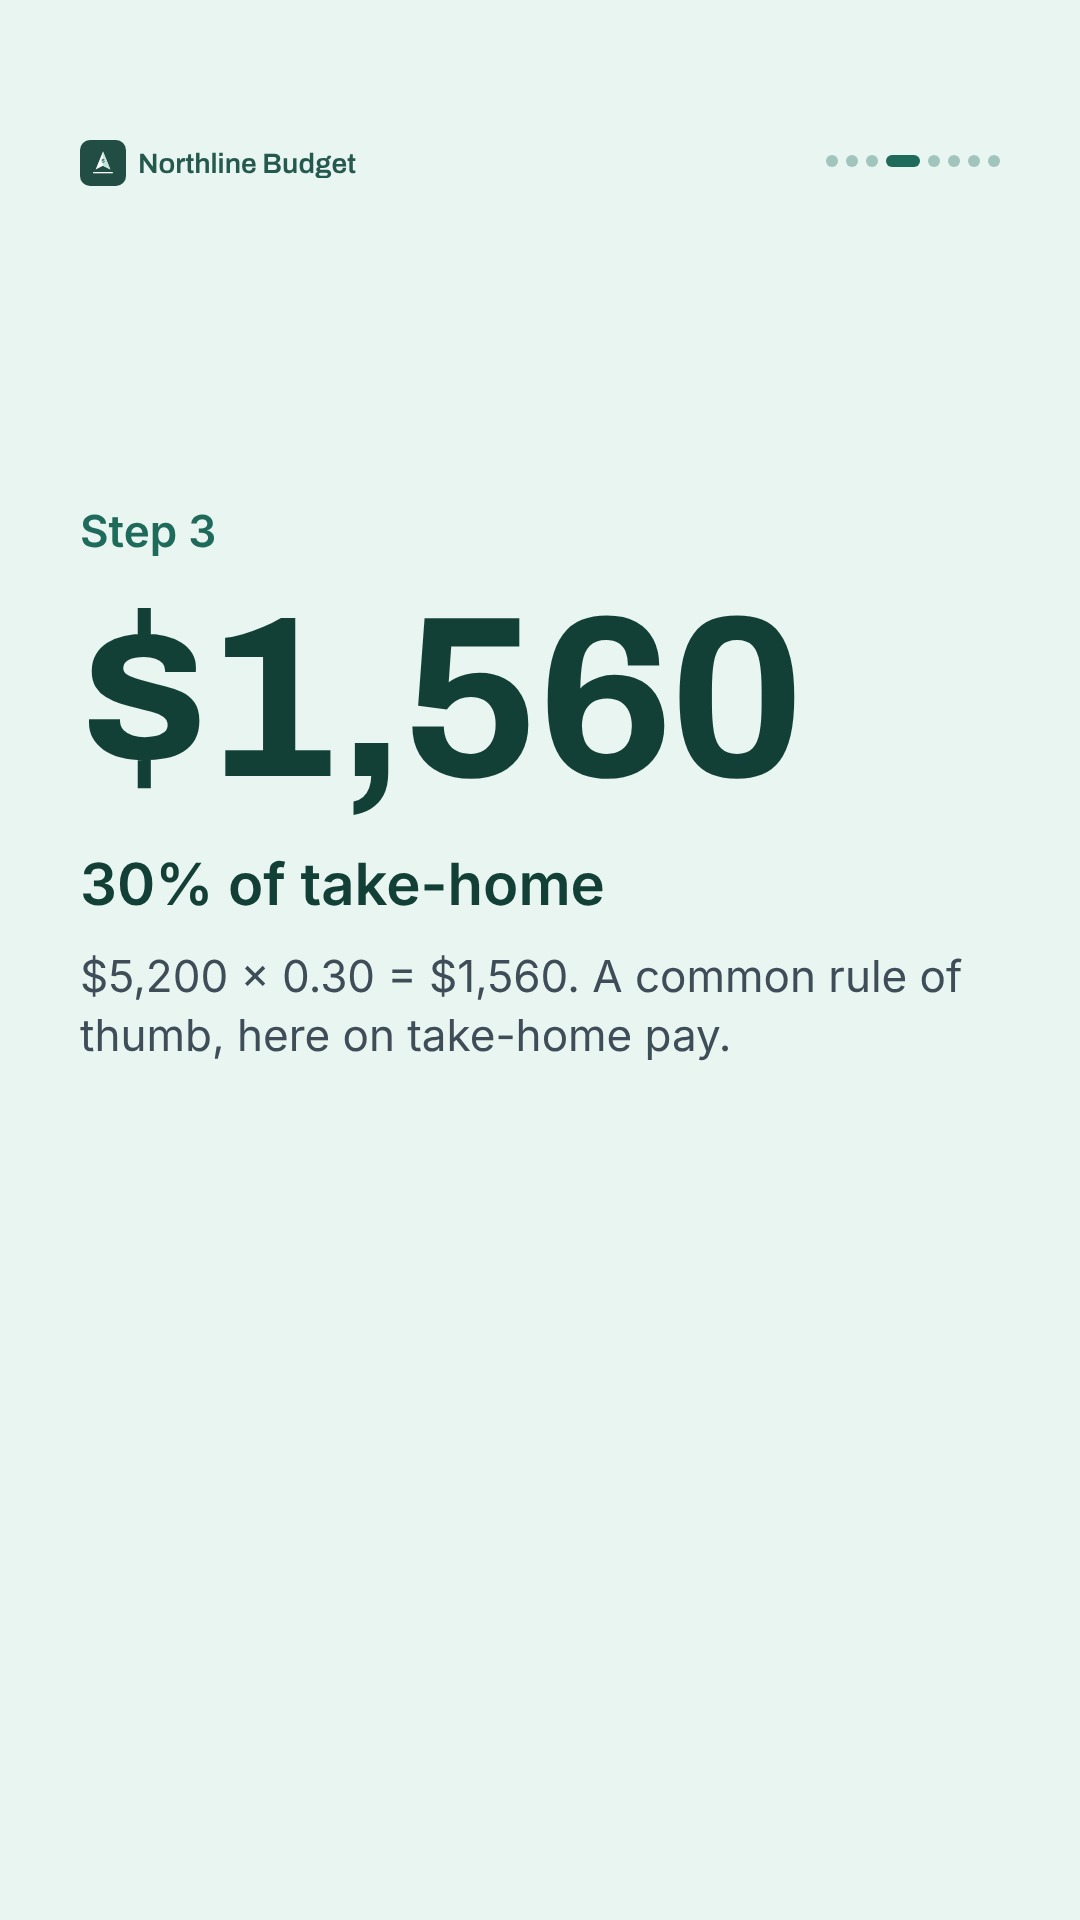 Northline Budget
Step 3
$1,560
30% of take-home
$5,200 × 0.30 = $1,560. A common rule of
thumb, here on take-home pay.